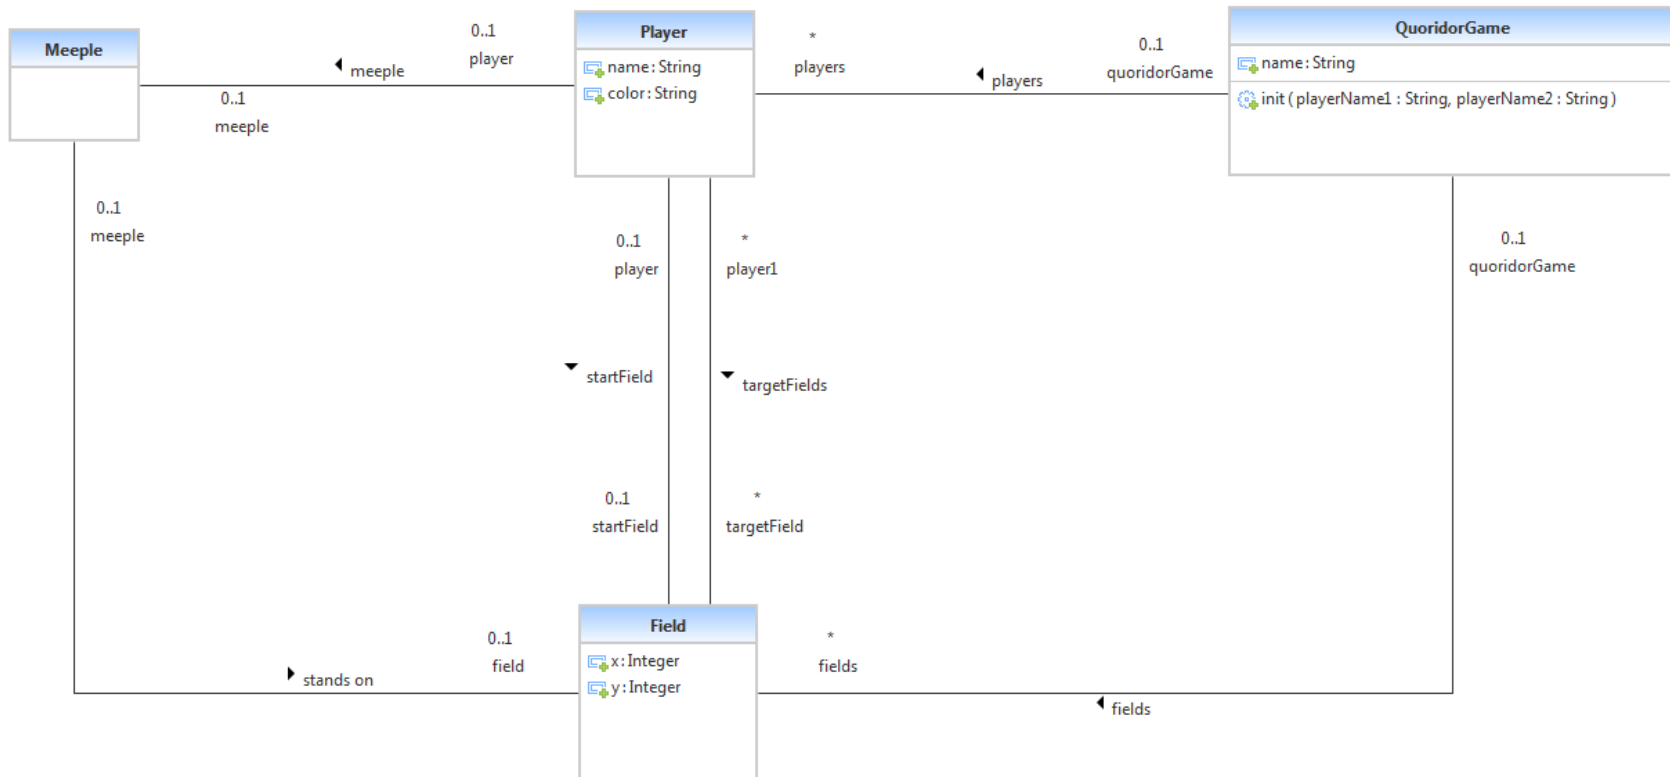 Meeple
0..1
player
meeple
0..1
meeple
Player
name:String
color:String
*
players
players
0..1
quoridorGame
QuoridorGame
name:String
init ( playerName1 : String, playerName2 : String )
0..1
meeple
0..1
player
*
player1
0..1
quoridorGame
startField
targetFields
0..1
startField
*
targetField
stands on
0..1
field
Field
x:Integer
y:Integer
*
fields
fields